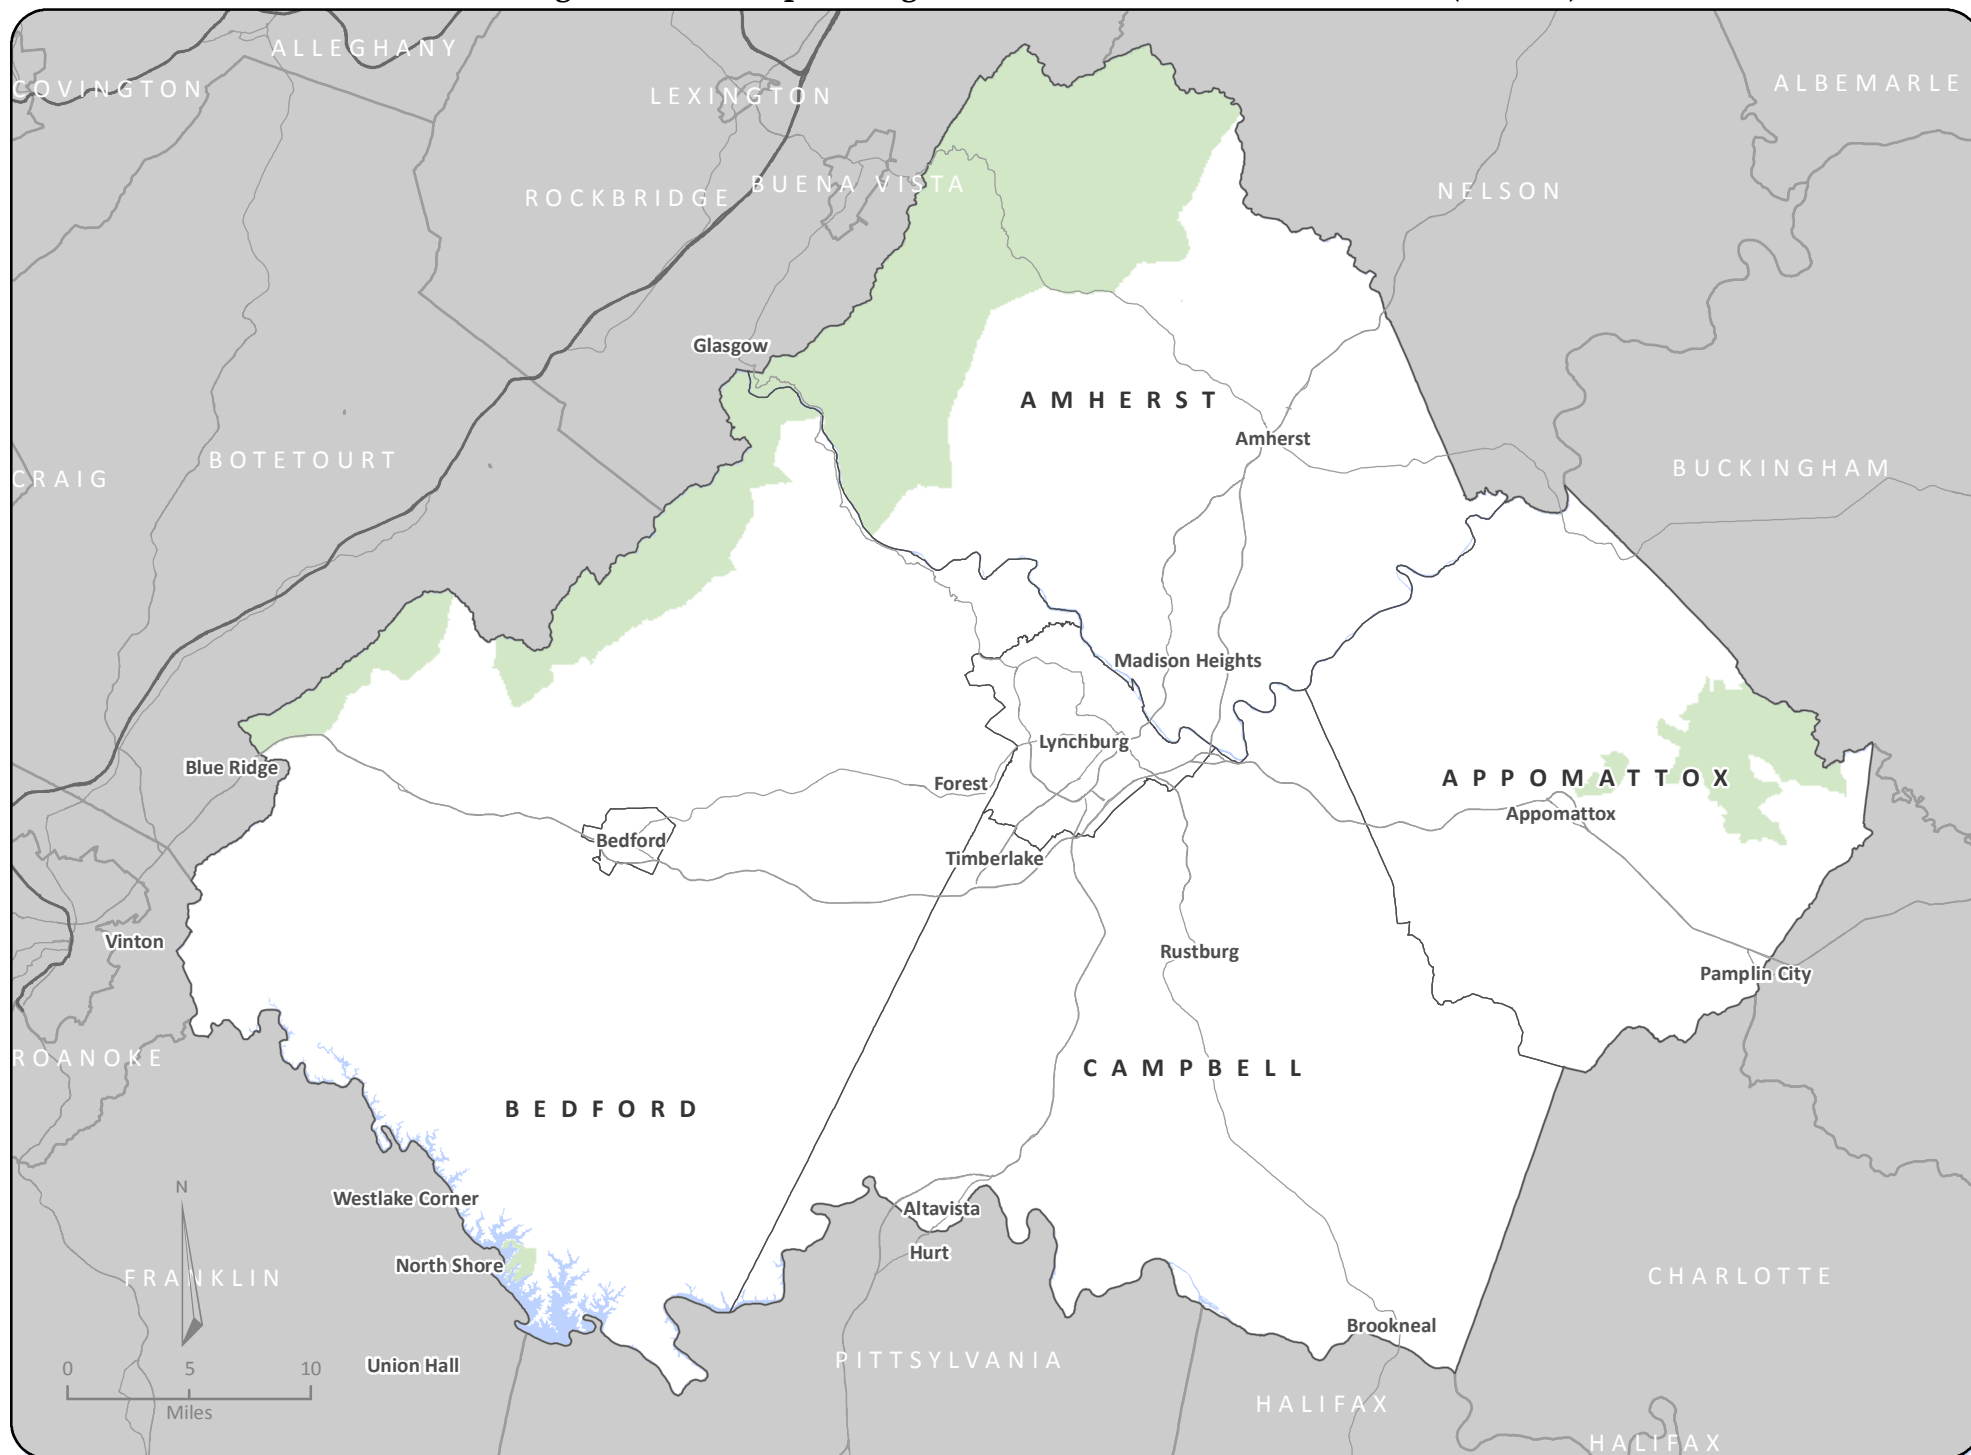 ALLEGHANY
COVINGTON
LEXINGTON
ALBEMARLE
ROCKBRIDGE
BUENA VISTA
NELSON
Glasgow
AMHERST
Amherst
BOTETOURT
CRAIG
BUCKINGHAM
Madison Heights
Lynchburg
Blue Ridge
Forest
APPOMATTOX
Appomattox
Bedford
Timberlake
Vinton
Rustburg
Pamplin City
ROANOKE
CAMPBELL
BEDFORD
N
Westlake Corner
Altavista
North Shore
Hurt
FRANKLIN
CHARLOTTE
Brookneal
Union Hall
PITTSYLVANIA
0 5 10
Miles
HALIFAX
HALIFAX